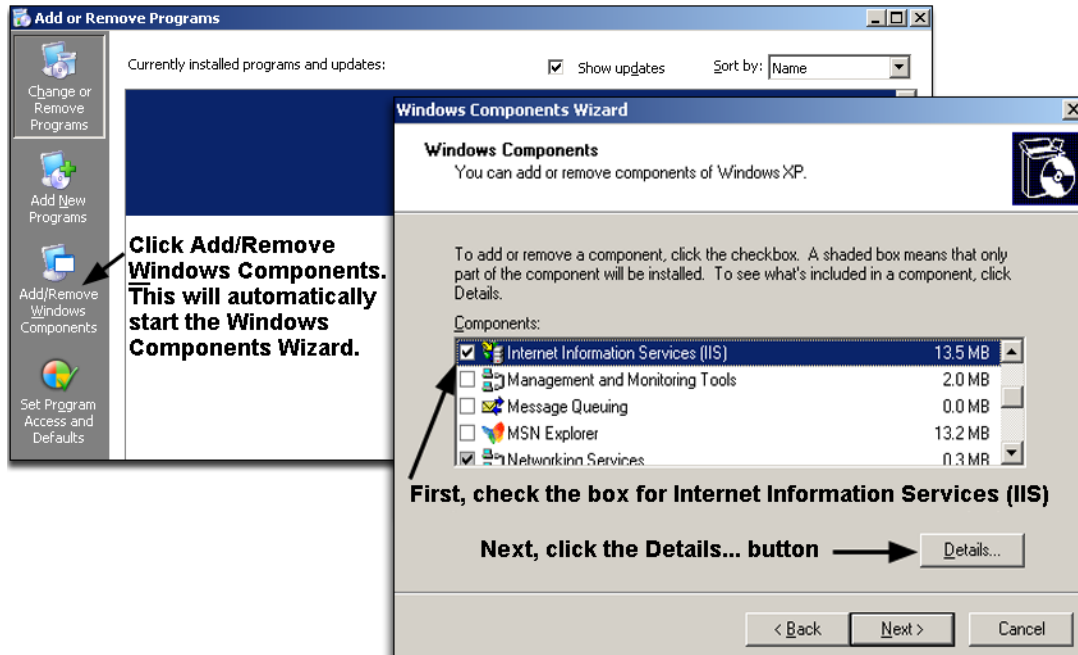 Add or Remove Programs
Currently installed programs and updates:
Show updates
Sort by: Name
Change or
Remove
Programs
Add New
Programs
Add/Remove
Windows
Components
Set Program
Access and
Defaults
Click Add/Remove
Windows Components.
This will automatically
start the Windows
Components Wizard.
Windows Components Wizard
Windows Components
You can add or remove components of Windows XP.
To add or remove a component, click the checkbox. A shaded box means that only
part of the component will be installed. To see what's included in a component, click
Details.
Components:
Internet Information Services (IIS) 13.5 MB
Management and Monitoring Tools 2.0 MB
Message Queuing 0.0 MB
MSN Explorer 13.2 MB
Networking Services 0.3 MB
First, check the box for Internet Information Services (IIS)
Next, click the Details... button
Details...
< Back
Next >
Cancel